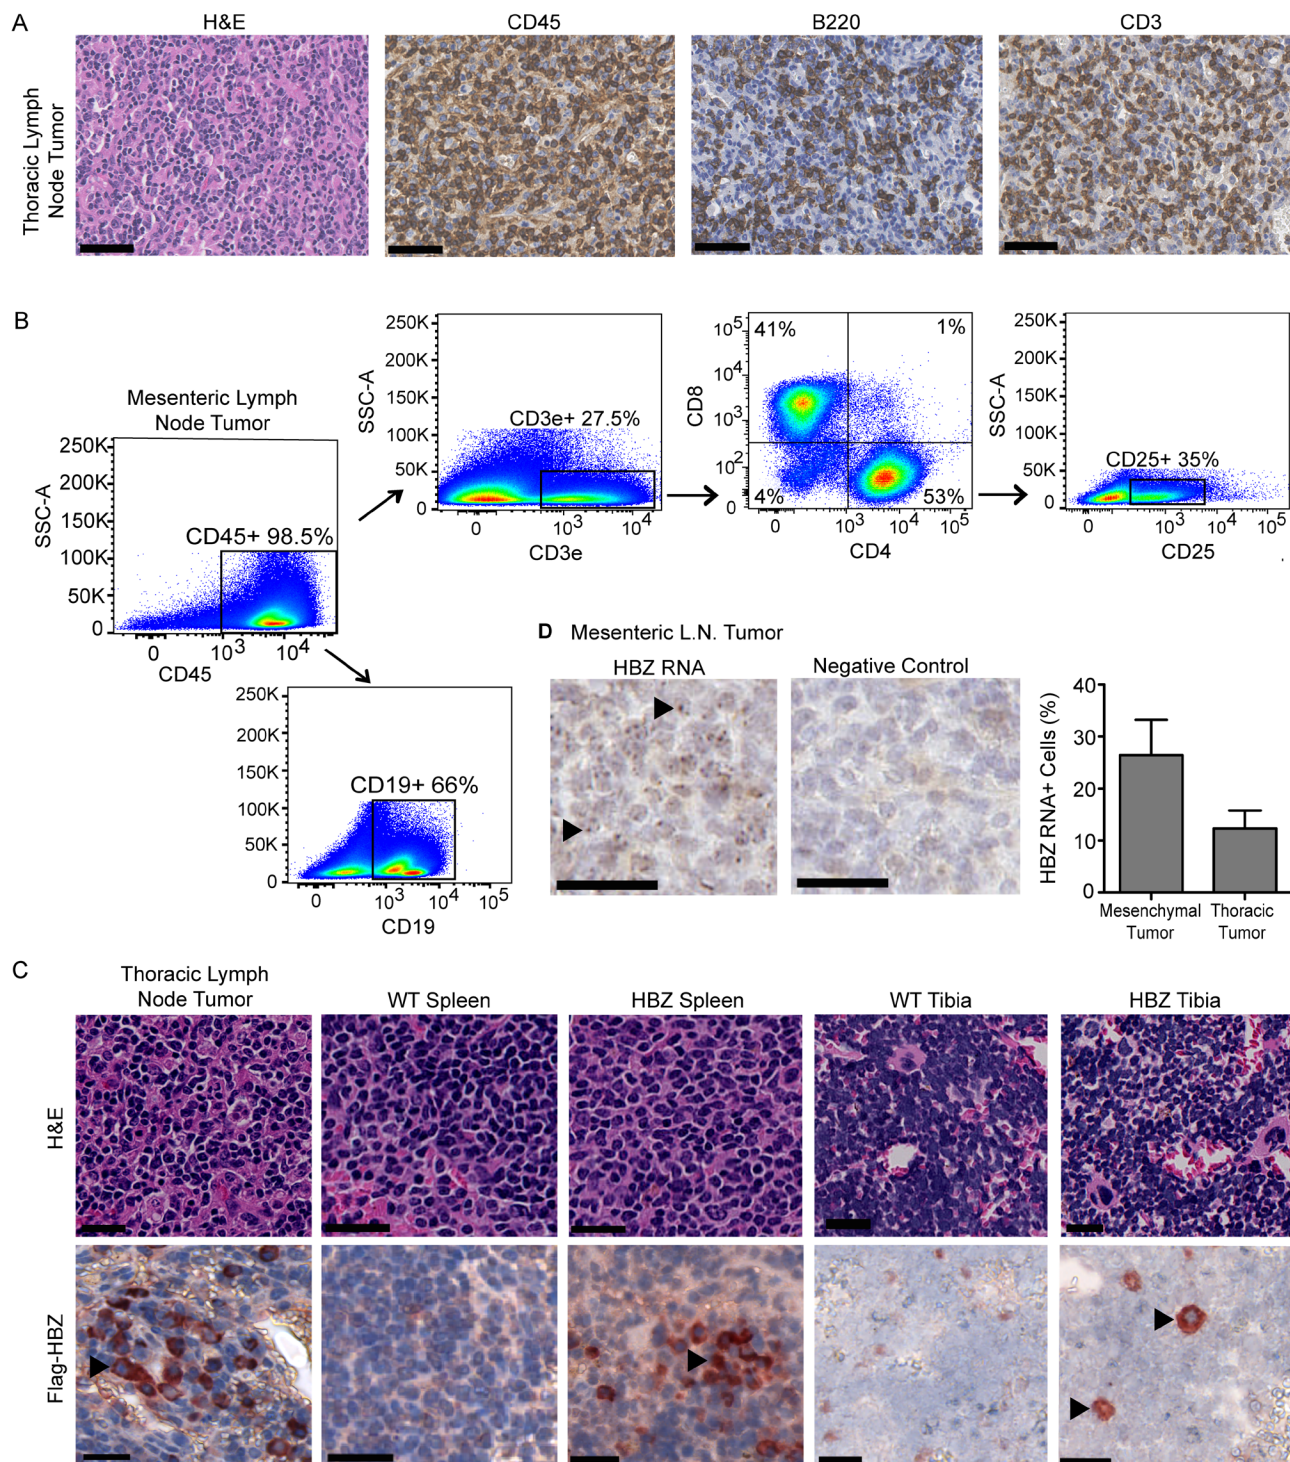 A
H&E
CD45
B220
CD3
Thoracic Lymph
Node Tumor
B
Mesenteric Lymph
Node Tumor
250K
200K
150K
100K
50K
0
SSC-A
CD45+ 98.5%
0
103
104
CD45
250K
200K
150K
100K
50K
0
SSC-A
CD3e+ 27.5%
0
103
104
CD3e
105
104
103
102
0
CD8
41%
1%
4%
53%
0
103
104
105
CD4
250K
200K
150K
100K
50K
0
SSC-A
CD25+ 35%
0
103
104
105
CD25
250K
200K
150K
100K
50K
0
CD19+ 66%
0
103
104
105
CD19
D Mesenteric L.N. Tumor
HBZ RNA
Negative Control
HBZ RNA+ Cells (%)
40
30
20
10
0
Mesenchymal
Tumor
Thoracic
Tumor
C
Thoracic Lymph
Node Tumor
WT Spleen
HBZ Spleen
WT Tibia
HBZ Tibia
H&E
Flag-HBZ